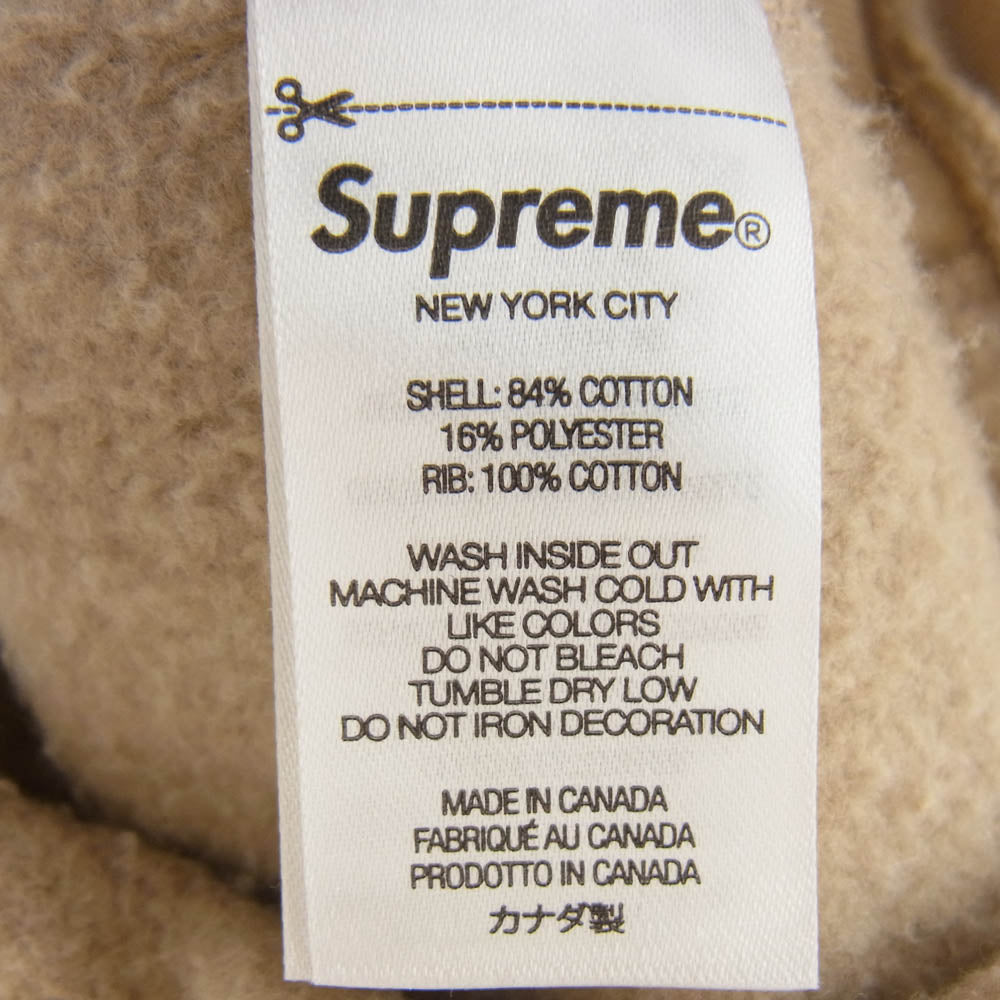 Supreme®
NEW YORK CITY
SHELL: 84% COTTON
16% POLYESTER
RIB: 100% COTTON
WASH INSIDE OUT
MACHINE WASH COLD WITH
LIKE COLORS
DO NOT BLEACH
TUMBLE DRY LOW
DO NOT IRON DECORATION
MADE IN CANADA
FABRIQUÉ AU CANADA
PRODOTTO IN CANADA
カナダ製